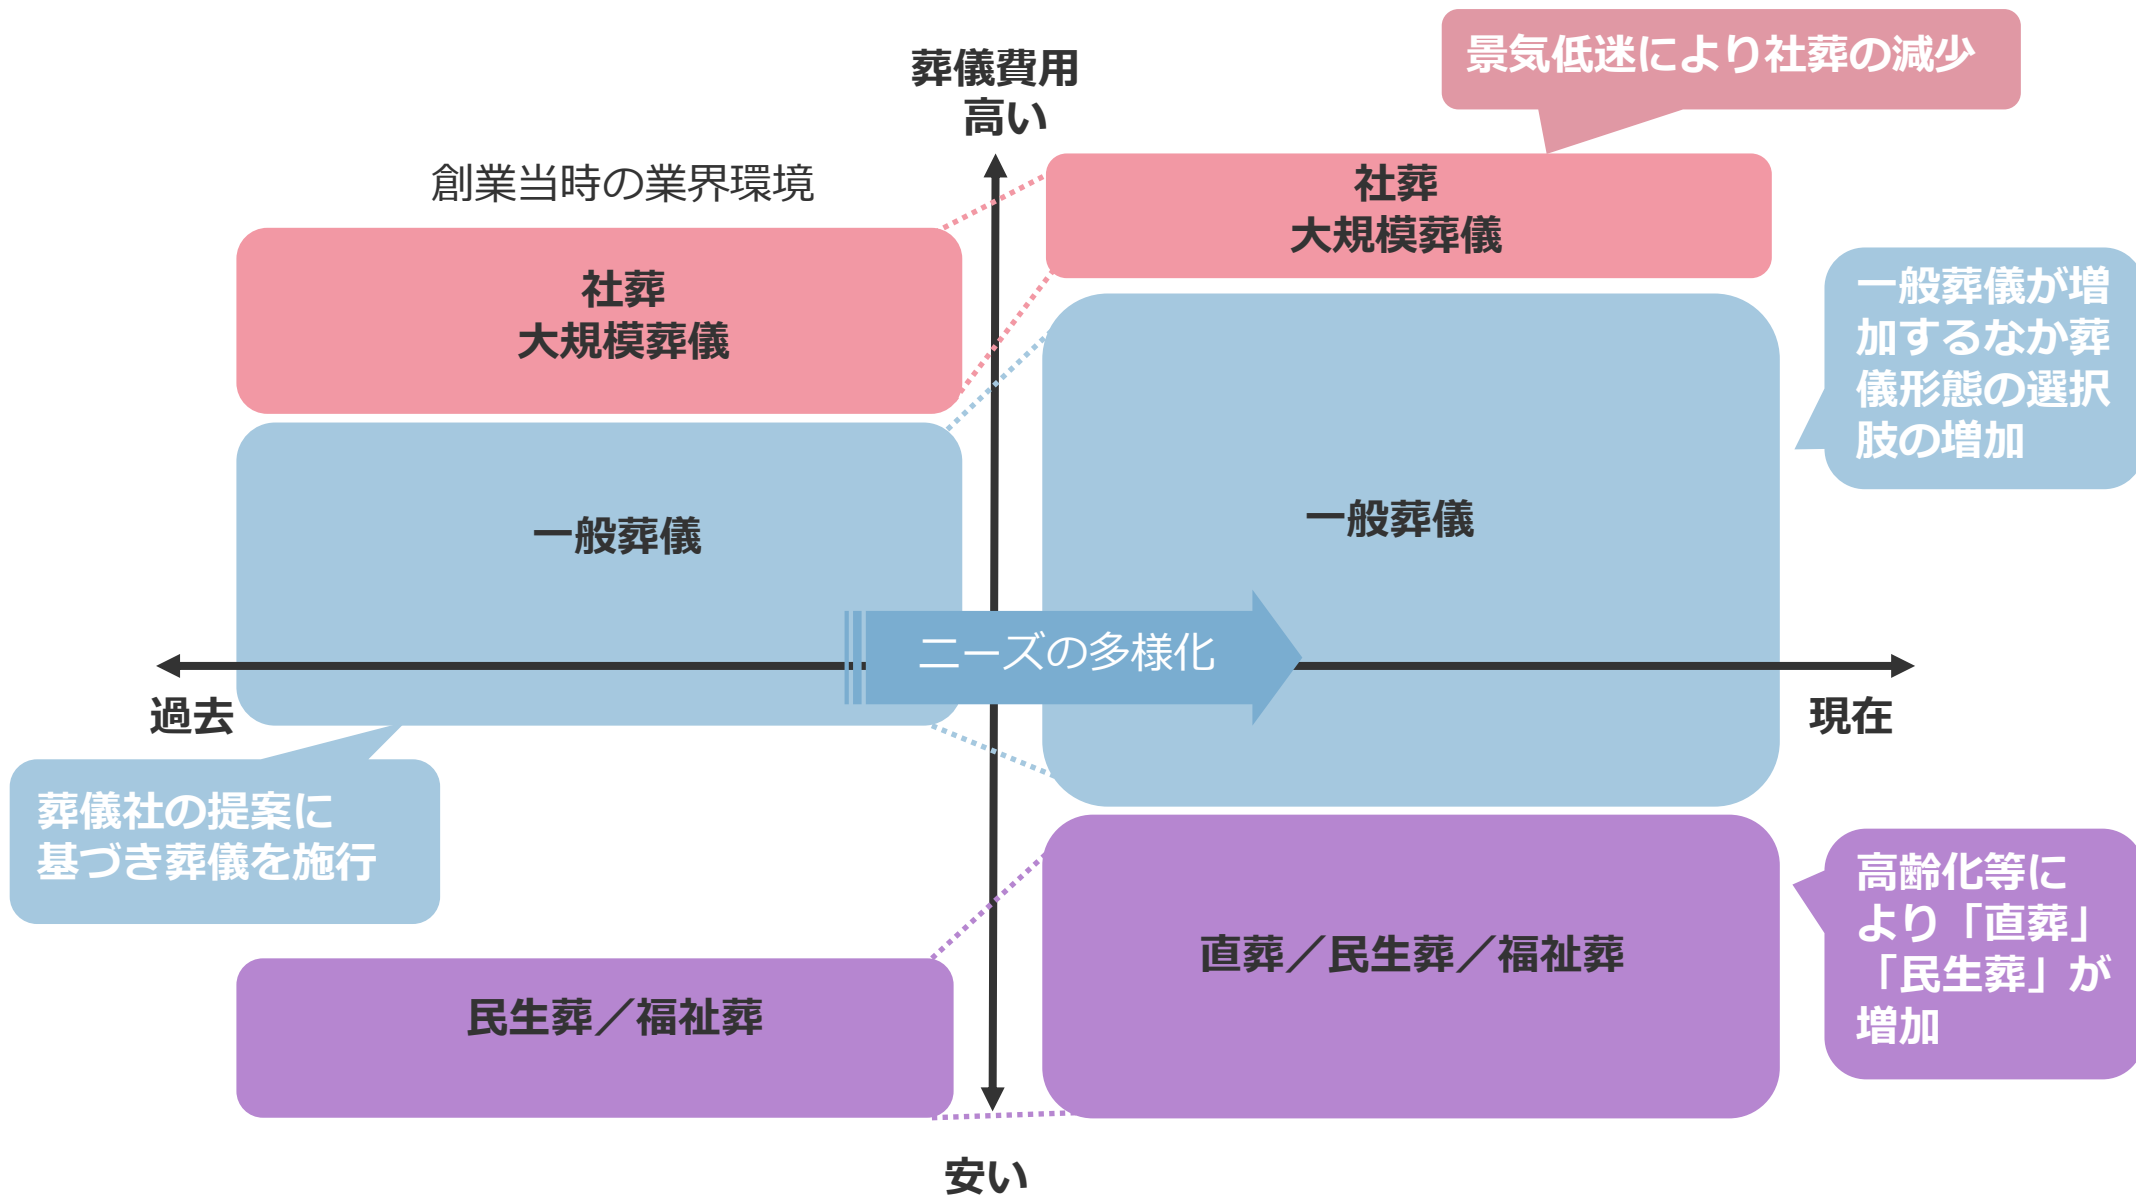 葬儀費用
高い
景気低迷により社葬の減少
創業当時の業界環境
社葬
大規模葬儀
社葬
大規模葬儀
一般葬儀が増
加するなか葬
儀形態の選択
肢の増加
一般葬儀
一般葬儀
ニーズの多様化
過去
現在
葬儀社の提案に
基づき葬儀を施行
高齢化等に
より「直葬」
「民生葬」が
増加
直葬／民生葬／福祉葬
民生葬／福祉葬
安い